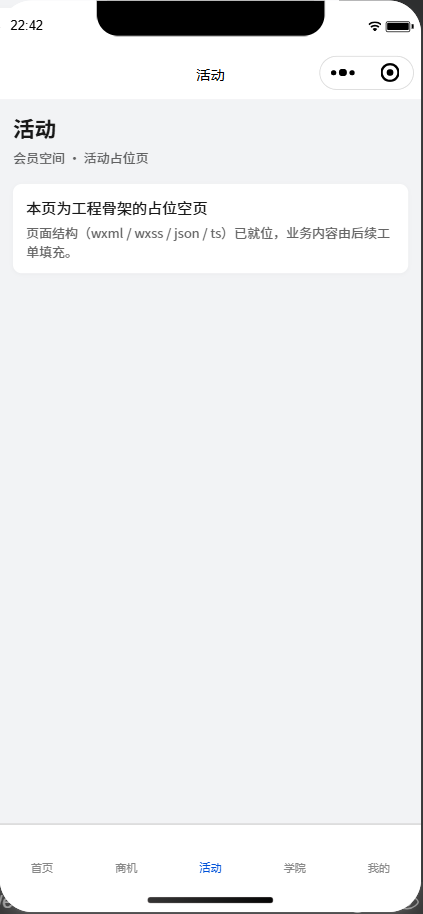 22:42
活动
活动
会员空间 · 活动占位页
本页为工程骨架的占位空页
页面结构（wxml / wxss / json / ts）已就位，业务内容由后续工
单填充。
首页 商机 活动 学院 我的